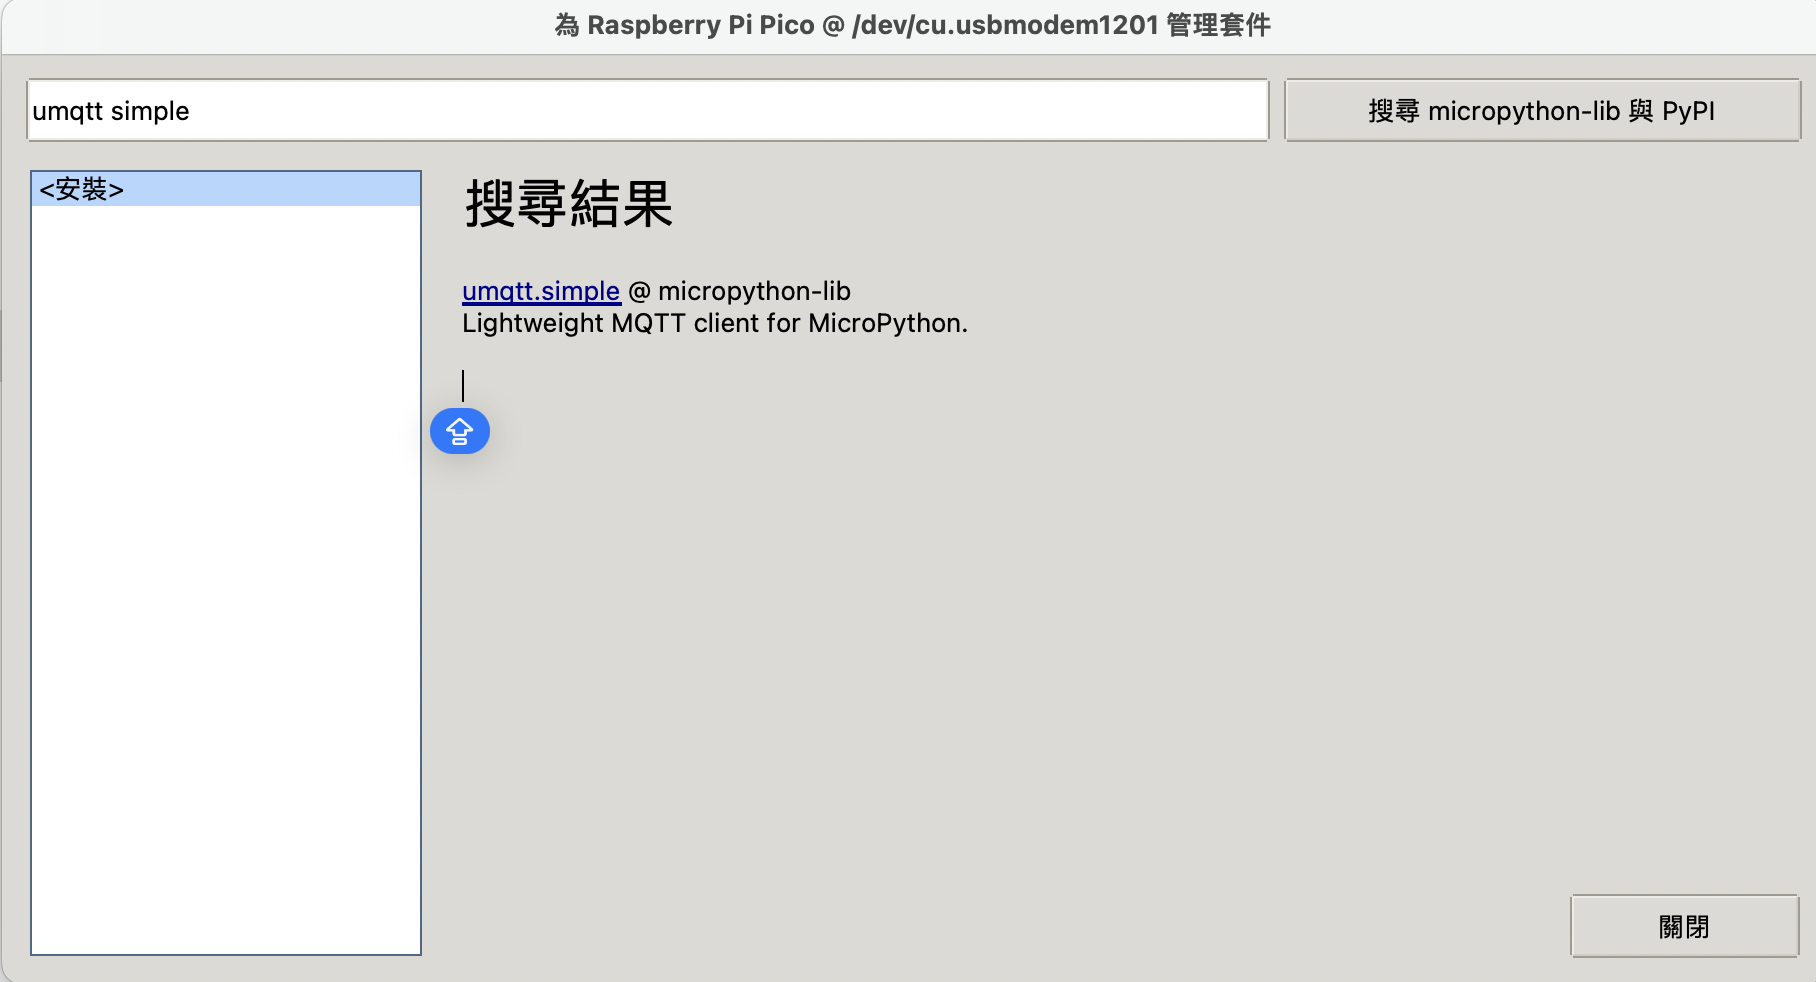 為 Raspberry Pi Pico @ /dev/cu.usbmodem1201 管理套件
umqtt simple
搜尋 micropython-lib 與 PyPI
<安裝>
搜尋結果
umqtt.simple @ micropython-lib
Lightweight MQTT client for MicroPython.
關閉